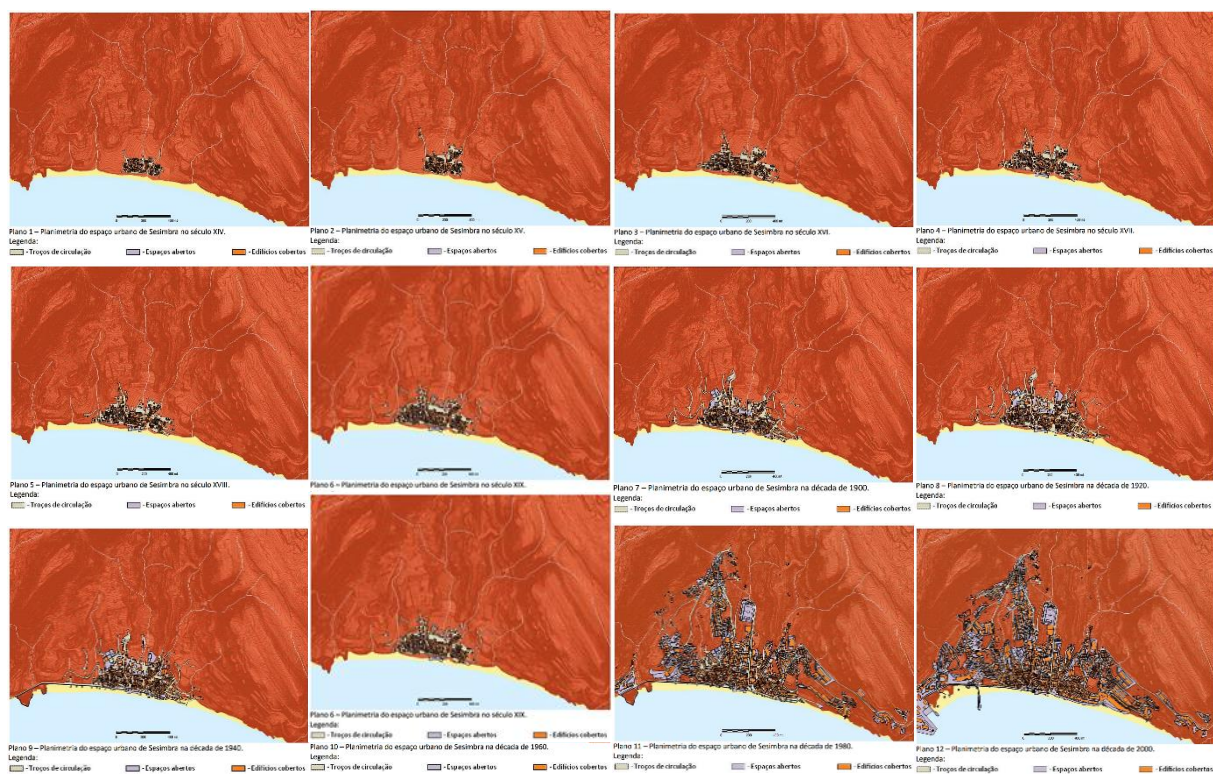 Plano 1 – Planimetria do espaço urbano de Sesimbra no século XIV.
Legenda:
- Troços de circulação - Espaços abertos - Edifícios cobertos
Plano 2 – Planimetria do espaço urbano de Sesimbra no século XV.
Legenda:
- Troços de circulação - Espaços abertos - Edifícios cobertos
Plano 3 – Planimetria do espaço urbano de Sesimbra no século XVI.
Legenda:
- Troços de circulação - Espaços abertos - Edifícios cobertos
Plano 4 – Planimetria do espaço urbano de Sesimbra no século XVII.
Legenda:
- Troços de circulação - Espaços abertos - Edifícios cobertos
Plano 5 – Planimetria do espaço urbano de Sesimbra no século XVIII.
Legenda:
- Troços de circulação - Espaços abertos - Edifícios cobertos
Plano 6 – Planimetria do espaço urbano de Sesimbra no século XIX.
Plano 7 – Planimetria do espaço urbano de Sesimbra na década de 1900.
Legenda:
- Troços de circulação - Espaços abertos - Edifícios cobertos
Plano 8 – Planimetria do espaço urbano de Sesimbra na década de 1920.
Legenda:
- Troços de circulação - Espaços abertos - Edifícios cobertos
Plano 9 – Planimetria do espaço urbano de Sesimbra na década de 1940.
Legenda:
- Troços de circulação - Espaços abertos - Edifícios cobertos
Plano 6 – Planimetria do espaço urbano de Sesimbra no século XIX.
Legenda:
- Troços de circulação - Espaços abertos - Edifícios cobertos
Plano 10 – Planimetria do espaço urbano de Sesimbra na década de 1960.
Legenda:
- Troços de circulação - Espaços abertos - Edifícios cobertos
Plano 11 – Planimetria do espaço urbano de Sesimbra na década de 1980.
Legenda:
- Troços de circulação - Espaços abertos - Edifícios cobertos
Plano 12 – Planimetria do espaço urbano de Sesimbra na década de 2000.
Legenda:
- Troços de circulação - Espaços abertos - Edifícios cobertos